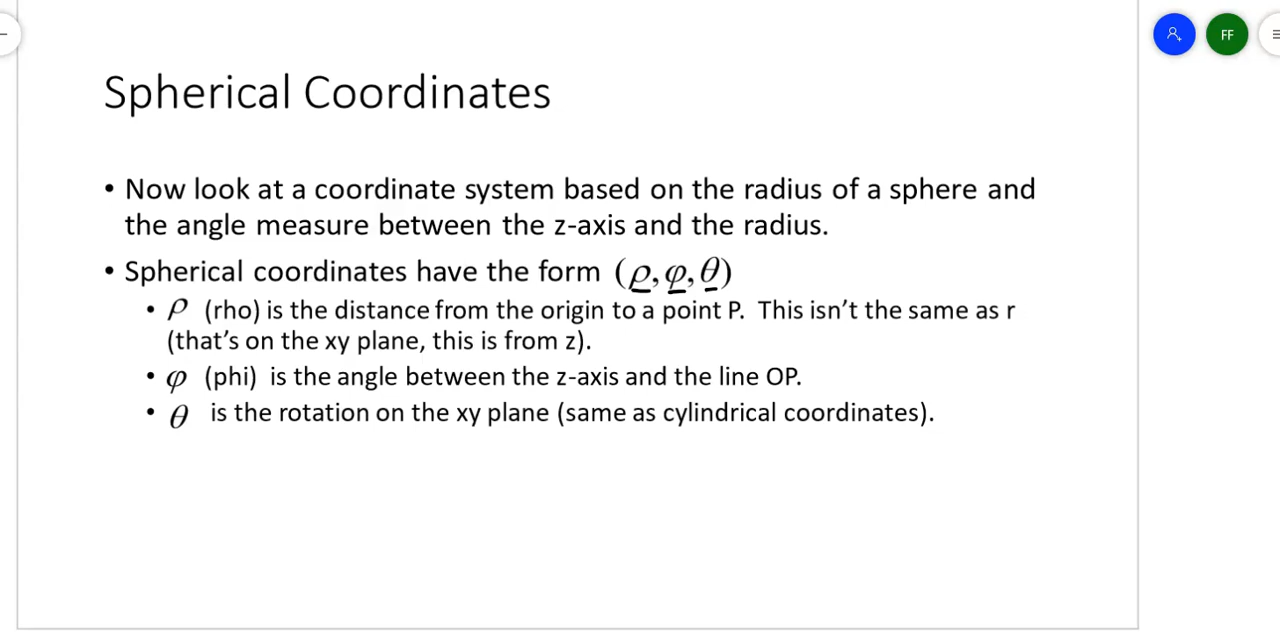 Spherical Coordinates
FF
• Now look at a coordinate system based on the radius of a sphere and
the angle measure between the z-axis and the radius.
• Spherical coordinates have the form (ρ, φ, θ)
• ρ (rho) is the distance from the origin to a point P. This isn't the same as r
(that's on the xy plane, this is from z).
• φ (phi) is the angle between the z-axis and the line OP.
• θ is the rotation on the xy plane (same as cylindrical coordinates).